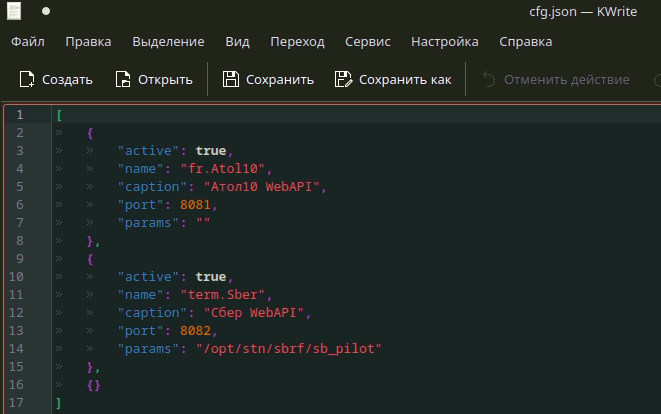 cfg.json — KWrite
Файл Правка Выделение Вид Переход Сервис Настройка Справка
Создать Открыть Сохранить Сохранить как Отменить действие
1 [
2 {
3 "active": true,
4 "name": "fr.Atol10",
5 "caption": "Атол10 WebAPI",
6 "port": 8081,
7 "params": ""
8 },
9 {
10 "active": true,
11 "name": "term.Sber",
12 "caption": "Сбер WebAPI",
13 "port": 8082,
14 "params": "/opt/stn/sbrf/sb_pilot"
15 },
16 {}
17 ]